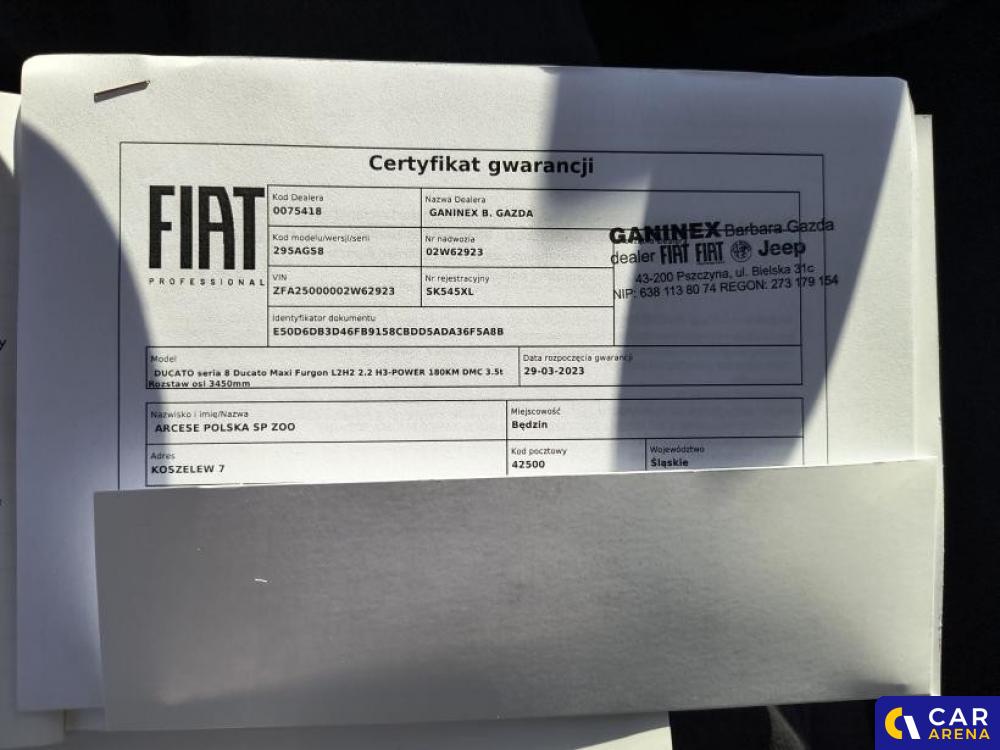 Certyfikat gwarancji
FIAT
PROFESSIONAL
Kod Dealera
0075418
Nazwa Dealera
GANINEX B. GAZDA
Kod modelu/wersji/serii
295AGS8
Nr nadwozia
02W62923
VIN
ZFA25000002W62923
Nr rejestracyjny
SK545XL
Identyfikator dokumentu
E50D6DB3D46FB9158CBDD5ADA36F5A8B
GANINEX Barbara Gazda
dealer FIAT FIAT Jeep
43-200 Pszczyna, ul. Bielska 31c
NIP: 638 113 80 74 REGON: 273 179 154
Model
DUCATO seria 8 Ducato Maxi Furgon L2H2 2.2 H3-POWER 180KM DMC 3.5t
Rozstaw osi 3450mm
Data rozpoczęcia gwarancji
29-03-2023
Nazwisko i imię/Nazwa
ARCESE POLSKA SP ZOO
Miejscowość
Będzin
Adres
KOSZELEW 7
Kod pocztowy
42500
Województwo
Śląskie
CAR
ARENA